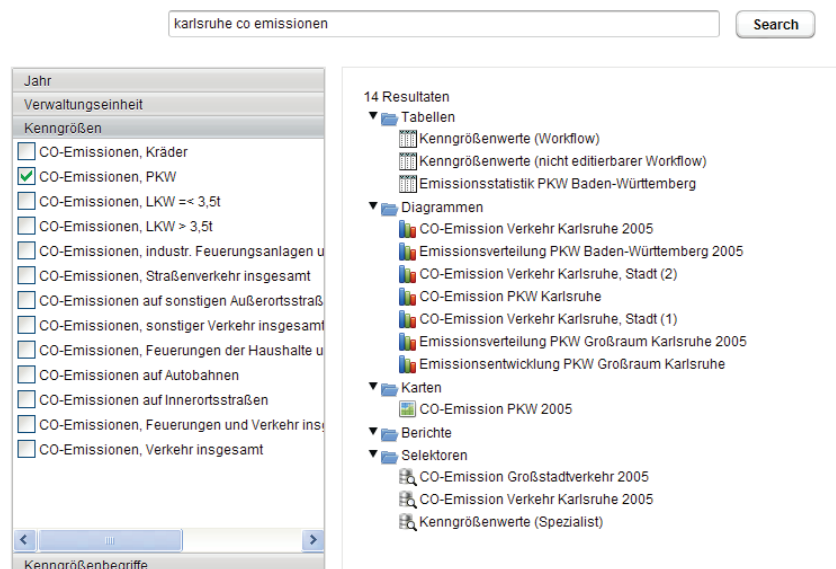 karlsruhe co emissionen
Search
Jahr
Verwaltungseinheit
Kenngrößen
CO-Emissionen, Kräder
CO-Emissionen, PKW
CO-Emissionen, LKW =< 3,5t
CO-Emissionen, LKW > 3,5t
CO-Emissionen, industr. Feuerungsanlagen u
CO-Emissionen, Straßenverkehr insgesamt
CO-Emissionen auf sonstigen Außerortsstraß
CO-Emissionen, sonstiger Verkehr insgesamt
CO-Emissionen, Feuerungen der Haushalte u
CO-Emissionen auf Autobahnen
CO-Emissionen auf Innerortsstraßen
CO-Emissionen, Feuerungen und Verkehr ins
CO-Emissionen, Verkehr insgesamt
Kenngrößenbegriffe
14 Resultaten
Tabellen
Kenngrößenwerte (Workflow)
Kenngrößenwerte (nicht editierbarer Workflow)
Emissionsstatistik PKW Baden-Württemberg
Diagrammen
CO-Emission Verkehr Karlsruhe 2005
Emissionsverteilung PKW Baden-Württemberg 2005
CO-Emission Verkehr Karlsruhe, Stadt (2)
CO-Emission PKW Karlsruhe
CO-Emission Verkehr Karlsruhe, Stadt (1)
Emissionsverteilung PKW Großraum Karlsruhe 2005
Emissionsentwicklung PKW Großraum Karlsruhe
Karten
CO-Emission PKW 2005
Berichte
Selektoren
CO-Emission Großstadtverkehr 2005
CO-Emission Verkehr Karlsruhe 2005
Kenngrößenwerte (Spezialist)